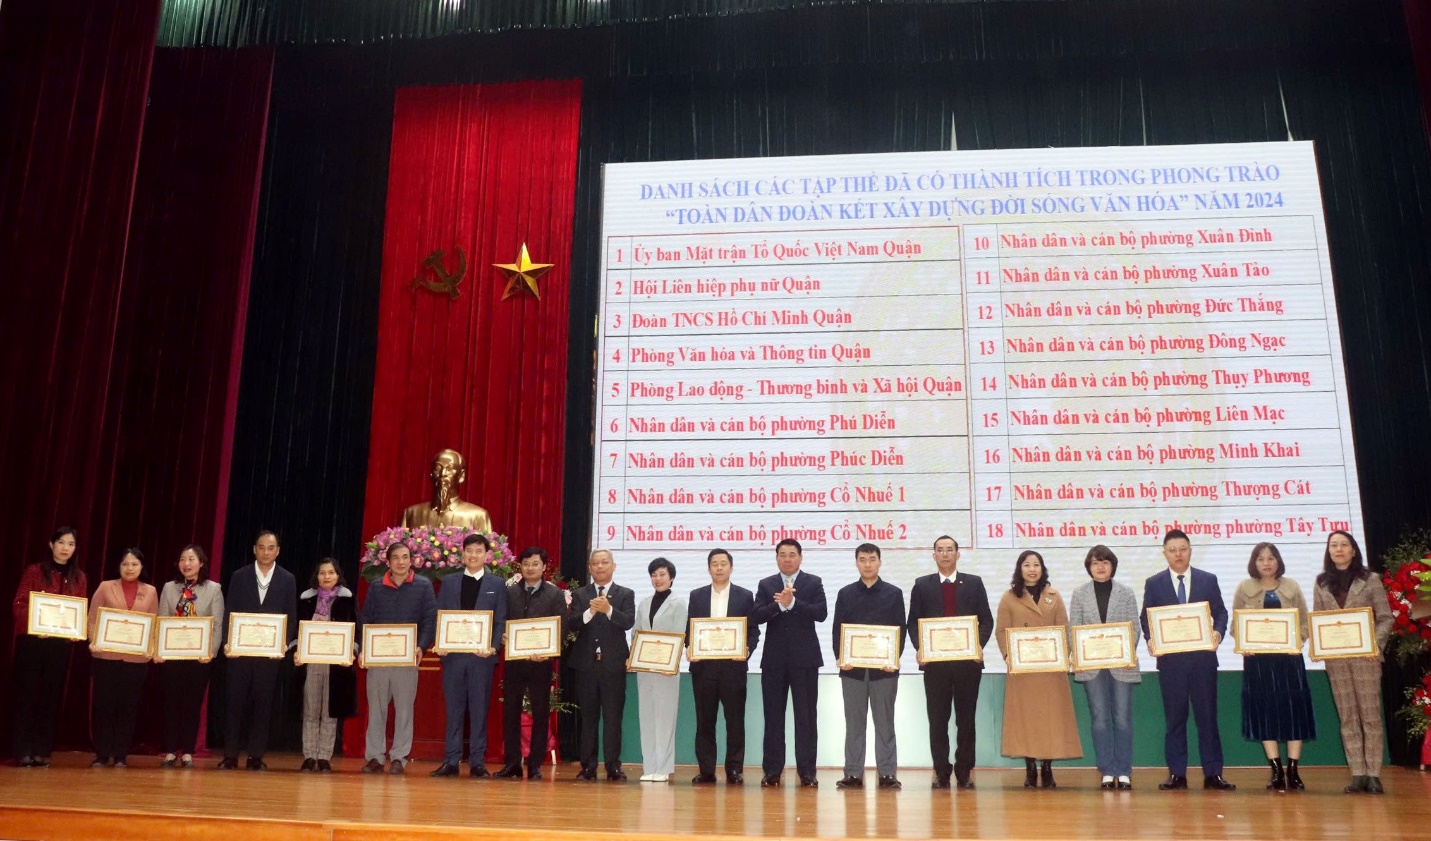 DANH SÁCH CÁC TẬP THỂ ĐÃ CÓ THÀNH TÍCH TRONG PHONG TRÀO
“TOÀN DÂN ĐOÀN KẾT XÂY DỰNG ĐỜI SỐNG VĂN HÓA” NĂM 2024
1 Ủy ban Mặt trận Tổ Quốc Việt Nam Quận
2 Hội Liên hiệp phụ nữ Quận
3 Đoàn TNCS Hồ Chí Minh Quận
4 Phòng Văn hóa và Thông tin Quận
5 Phòng Lao động - Thương binh và Xã hội Quận
6 Nhân dân và cán bộ phường Phú Diễn
7 Nhân dân và cán bộ phường Phúc Diễn
8 Nhân dân và cán bộ phường Cổ Nhuế 1
9 Nhân dân và cán bộ phường Cổ Nhuế 2
10 Nhân dân và cán bộ phường Xuân Đỉnh
11 Nhân dân và cán bộ phường Xuân Tảo
12 Nhân dân và cán bộ phường Đức Thắng
13 Nhân dân và cán bộ phường Đông Ngạc
14 Nhân dân và cán bộ phường Thụy Phương
15 Nhân dân và cán bộ phường Liên Mạc
16 Nhân dân và cán bộ phường Minh Khai
17 Nhân dân và cán bộ phường Thượng Cát
18 Nhân dân và cán bộ phường phường Tây Tựu